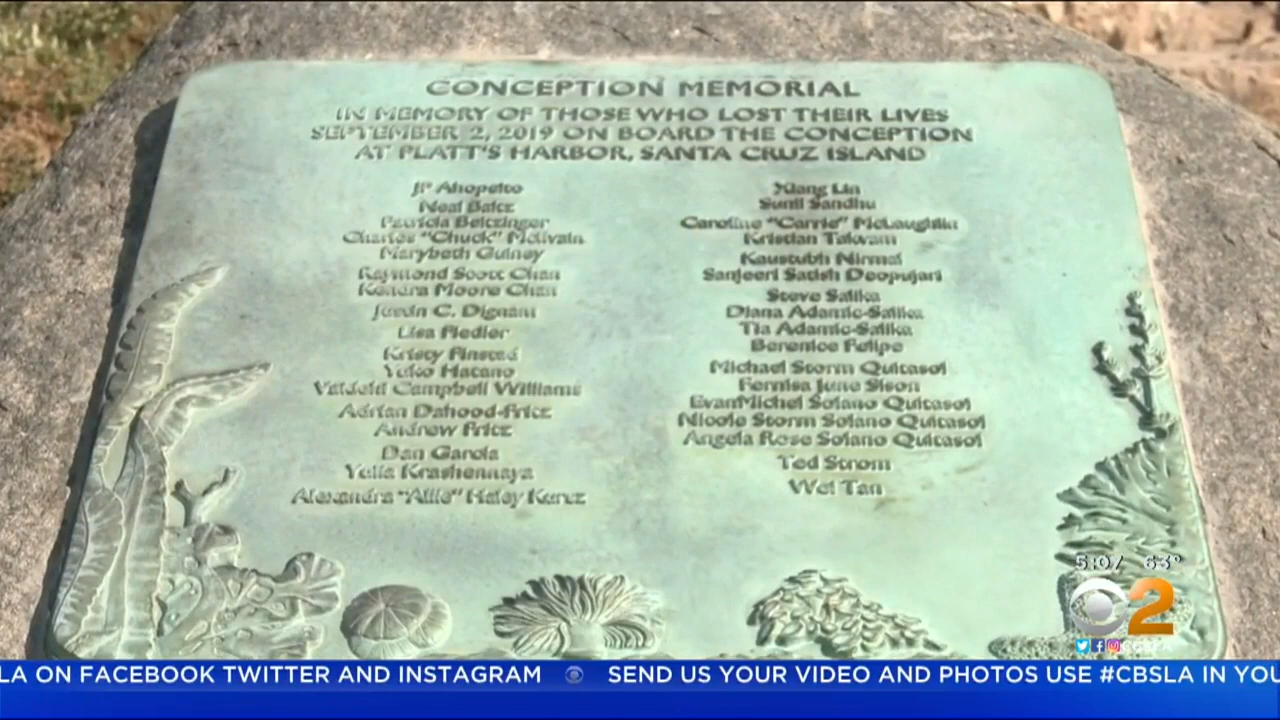 CONCEPTION MEMORIAL
IN MEMORY OF THOSE WHO LOST THEIR LIVES
SEPTEMBER 2, 2019 ON BOARD THE CONCEPTION
AT PLATT'S HARBOR, SANTA CRUZ ISLAND
JP Ahopelto
Neal Baltz
Patricia Beitzinger
Charles "Chuck" McIlvain
Marybeth Guiney
Raymond Scott Chan
Kendra Moore Chan
Justin C. Dignam
Lisa Fiedler
Kristy Finstad
Yuko Hatano
Vaidehi Campbell Williams
Adrian Dahood-Fritz
Andrew Fritz
Dan Garcia
Yulia Krashennaya
Alexandra "Allie" Haley Kurtz
Xiang Lin
Sunil Sandhu
Caroline "Carrie" McLaughlin
Kristian Takvam
Kaustubh Nirmal
Sanjeeri Satish Deopujari
Steve Salika
Diana Adamic-Salika
Tia Adamic-Salika
Berenice Felipe
Michael Storm Quitasol
Fernisa June Sison
EvanMichel Solano Quitasol
Nicole Storm Solano Quitasol
Angela Rose Solano Quitasol
Ted Strom
Wei Tan
5:07 63°
2
CBSLA
LA ON FACEBOOK TWITTER AND INSTAGRAM SEND US YOUR VIDEO AND PHOTOS USE #CBSLA IN YOU